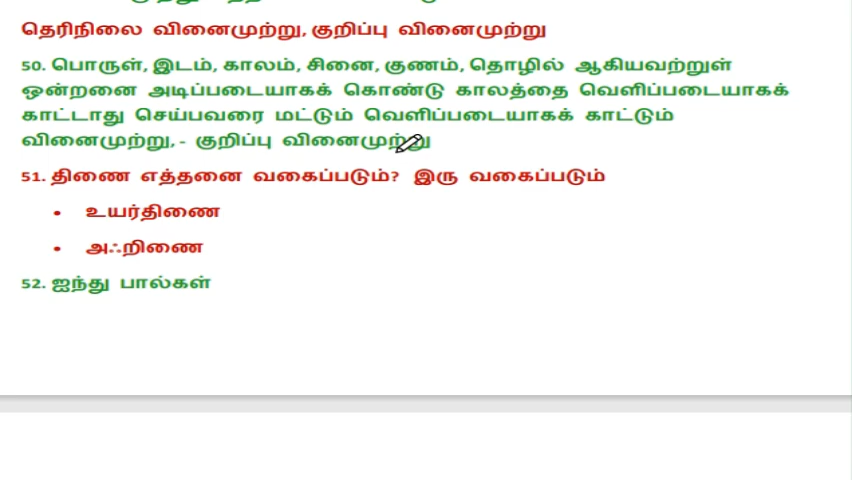 தெரிநிலை வினைமுற்று, குறிப்பு வினைமுற்று
50. பொருள், இடம், காலம், சினை, குணம், தொழில் ஆகியவற்றுள்
ஒன்றனை அடிப்படையாகக் கொண்டு காலத்தை வெளிப்படையாகக்
காட்டாது செய்பவரை மட்டும் வெளிப்படையாகக் காட்டும்
வினைமுற்று, - குறிப்பு வினைமுற்று
51. திணை எத்தனை வகைப்படும்? இரு வகைப்படும்
• உயர்திணை
• அஃறிணை
52. ஐந்து பால்கள்